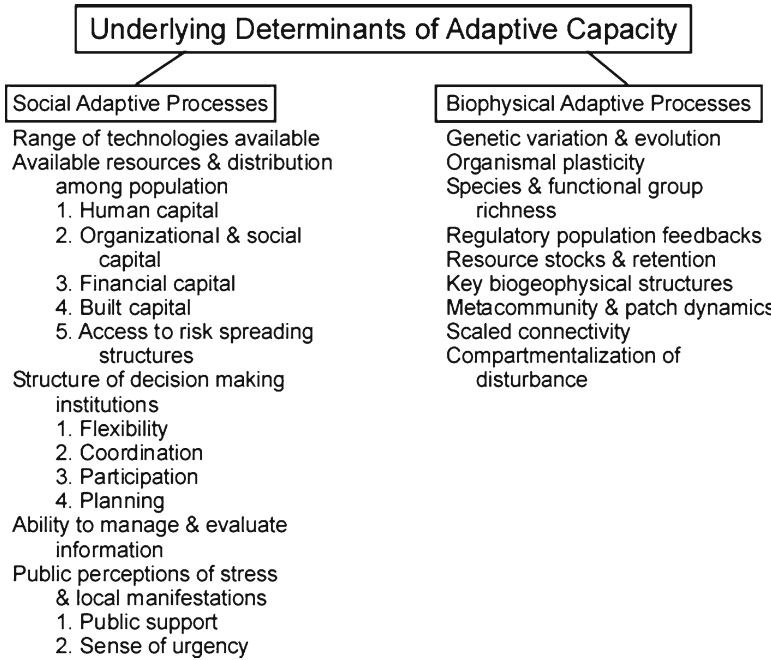 Underlying Determinants of Adaptive Capacity
Social Adaptive Processes
Range of technologies available
Available resources & distribution
among population
1. Human capital
2. Organizational & social
capital
3. Financial capital
4. Built capital
5. Access to risk spreading
structures
Structure of decision making
institutions
1. Flexibility
2. Coordination
3. Participation
4. Planning
Ability to manage & evaluate
information
Public perceptions of stress
& local manifestations
1. Public support
2. Sense of urgency
Biophysical Adaptive Processes
Genetic variation & evolution
Organismal plasticity
Species & functional group
richness
Regulatory population feedbacks
Resource stocks & retention
Key biogeophysical structures
Metacommunity & patch dynamics
Scaled connectivity
Compartmentalization of
disturbance